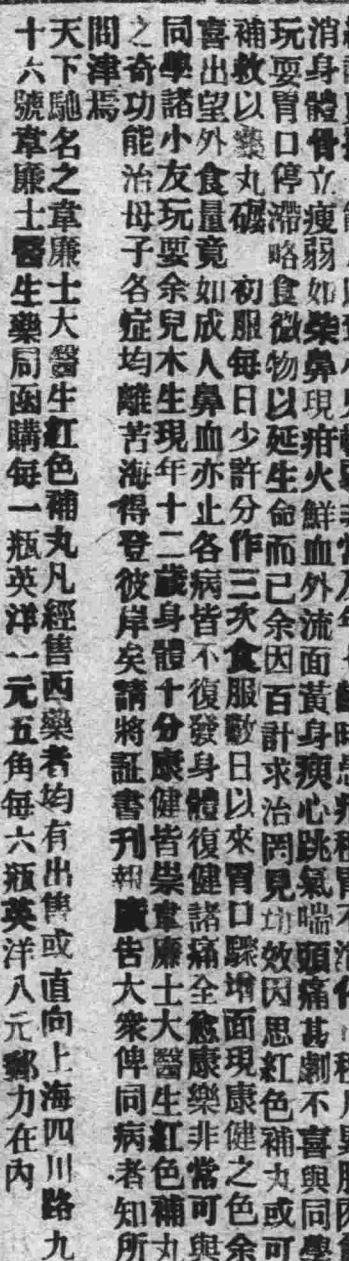 消身體骨立瘦弱如柴鼻現疳火鮮血外流面黃身瘐心跳氣喘頭痛甚劇不喜與同學
玩耍胃口停滯略食微物以延生命而已余因百計求治罔見功效因思紅色補丸或可
補救以藥丸 初服每日少許分作三次食服數日以來胃口驟增面現康健之色余
喜出望外食量竟如成人鼻血亦止各病皆不復發身體復健諸痛全愈康樂非常可與
同學諸小友玩耍余兒木生現年十二歲身體十分康健皆崇韋廉士大醫生紅色補丸
之奇功能治母子各症均離苦海得登彼岸矣請將証書刊報廣告大衆俾同病者知所
問津焉
天下馳名之韋廉士大醫生紅色補丸凡經售西藥者均有出售或直向上海四川路九
十六號韋廉士醫生藥局函購每一瓶英洋一元五角每六瓶英洋八元郵力在內